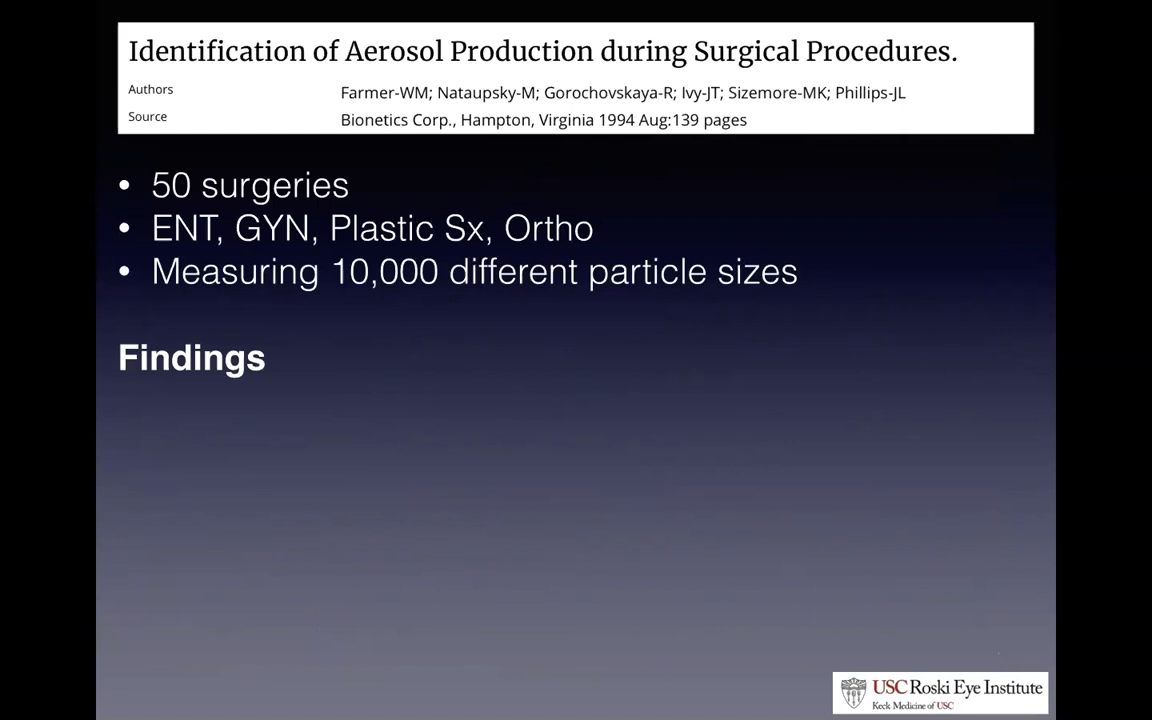 Identification of Aerosol Production during Surgical Procedures.
Authors Farmer-WM; Nataupsky-M; Gorochovskaya-R; Ivy-JT; Sizemore-MK; Phillips-JL
Source Bionetics Corp., Hampton, Virginia 1994 Aug:139 pages
• 50 surgeries
• ENT, GYN, Plastic Sx, Ortho
• Measuring 10,000 different particle sizes
Findings
USC Roski Eye Institute
Keck Medicine of USC